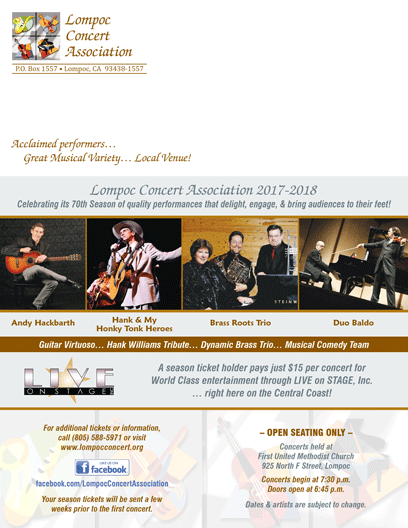 Lompoc
Concert
Association
P.O. Box 1557 • Lompoc, CA 93438-1557
Acclaimed performers…
Great Musical Variety… Local Venue!
Lompoc Concert Association 2017-2018
Celebrating its 70th Season of quality performances that delight, engage, & bring audiences to their feet!
STEINW
Andy Hackbarth
Hank & My
Honky Tonk Heroes
Brass Roots Trio
Duo Baldo
Guitar Virtuoso… Hank Williams Tribute… Dynamic Brass Trio… Musical Comedy Team
LIVE
ON STAGE
A season ticket holder pays just $15 per concert for
World Class entertainment through LIVE on STAGE, Inc.
… right here on the Central Coast!
For additional tickets or information,
call (805) 588-5971 or visit
www.lompocconcert.org
LIKE US ON
facebook
facebook.com/LompocConcertAssociation
Your season tickets will be sent a few
weeks prior to the first concert.
– OPEN SEATING ONLY –
Concerts held at
First United Methodist Church
925 North F Street, Lompoc
Concerts begin at 7:30 p.m.
Doors open at 6:45 p.m.
Dates & artists are subject to change.